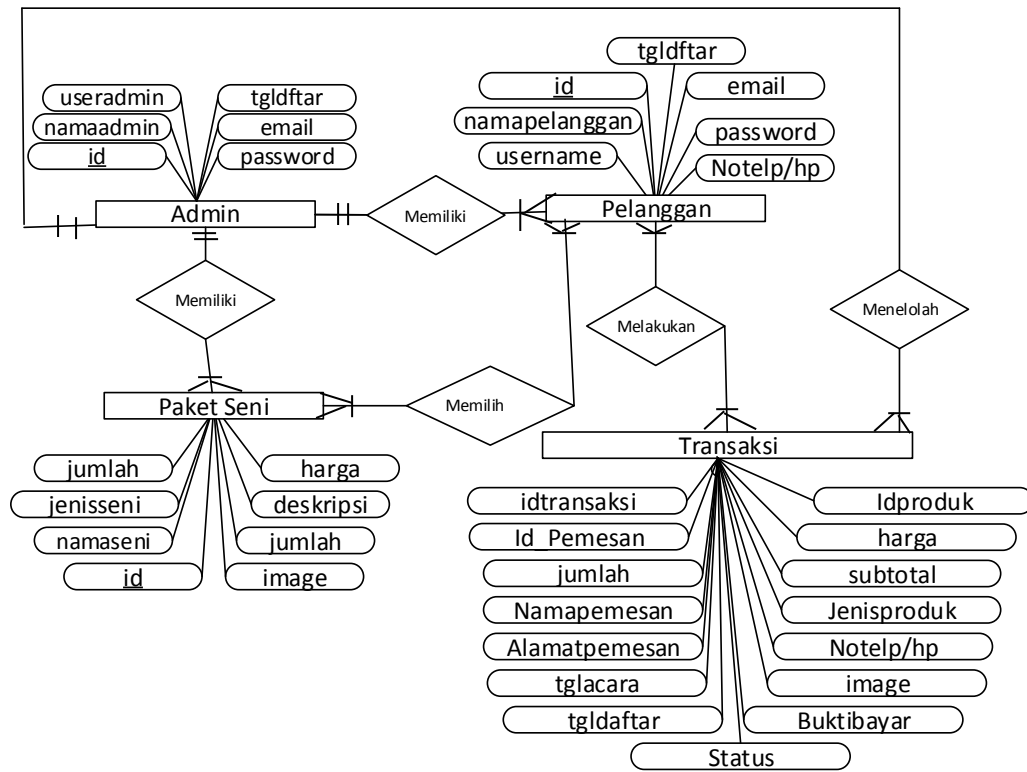 tgldftar
useradmin
tgldftar
id
email
namaadmin
email
namapelanggan
password
id
password
username
Notelp/hp
Admin
Memiliki
Pelanggan
Memiliki
Melakukan
Menelolah
Paket Seni
Memilih
Transaksi
jumlah
harga
jenisseni
deskripsi
namaseni
jumlah
id
image
idtransaksi
Idproduk
Id_Pemesan
harga
jumlah
subtotal
Namapemesan
Jenisproduk
Alamatpemesan
Notelp/hp
tglacara
image
tgldaftar
Buktibayar
Status